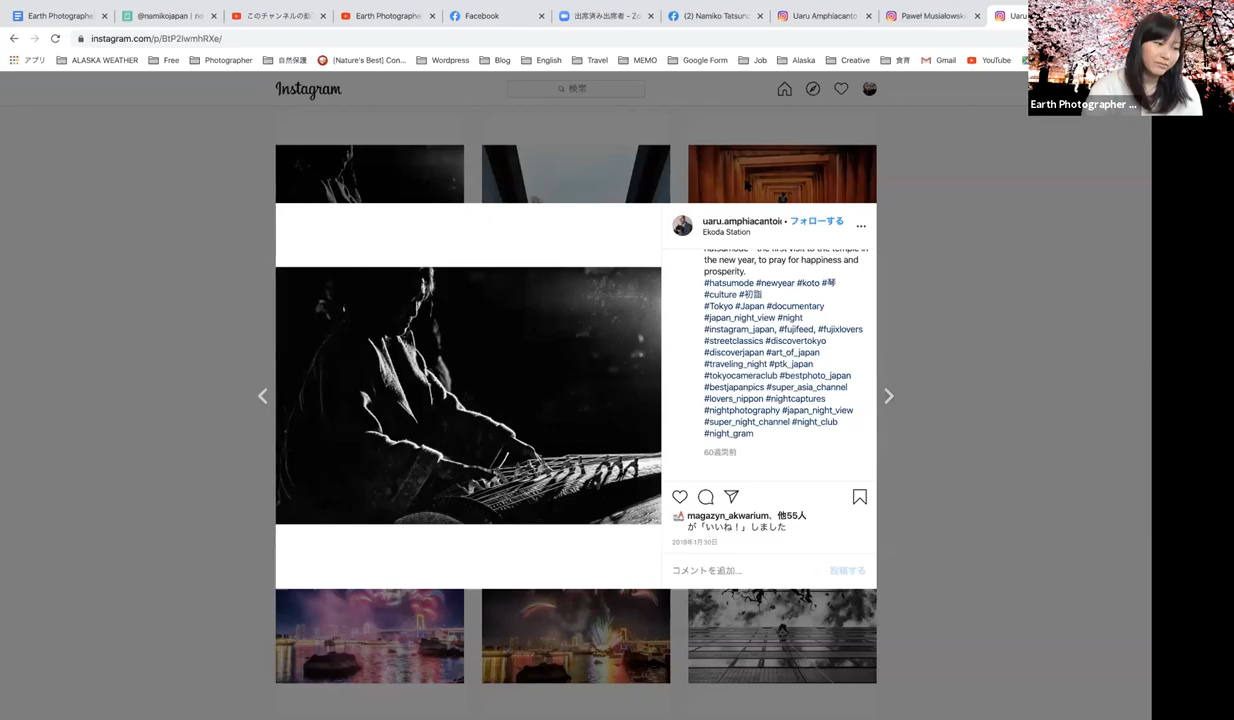 Earth Photographe
@namikojapan | n
このチャンネルの動
Earth Photographe
Facebook
出席済み出席者 - Zo
(2) Namiko Tatsun
Uaru Amphiacanto
Paweł Musiałowsk
Uaru
instagram.com/p/BtP2IwmhRXe/
アプリ
ALASKA WEATHER
Free
Photographer
自然保護
[Nature's Best] Con...
Wordpress
Blog
English
Travel
MEMO
Google Form
Job
Alaska
Creative
食育
Gmail
YouTube
Earth Photographer ...
Instagram
検索
uaru.amphiacantoi • フォローする
Ekoda Station
hatsumode - the first visit to the temple in
the new year, to pray for happiness and
prosperity.
#hatsumode #newyear #koto #琴
#culture #初詣
#Tokyo #Japan #documentary
#japan_night_view #night
#instagram_japan, #fujifeed, #fujixlovers
#streetclassics #discovertokyo
#discoverjapan #art_of_japan
#traveling_night #ptk_japan
#tokyocameraclub #bestphoto_japan
#bestjapanpics #super_asia_channel
#lovers_nippon #nightcaptures
#nightphotography #japan_night_view
#super_night_channel #night_club
#night_gram
60週間前
magazyn_akwarium、他55人
が「いいね！」しました
2019年1月30日
コメントを追加...
投稿する